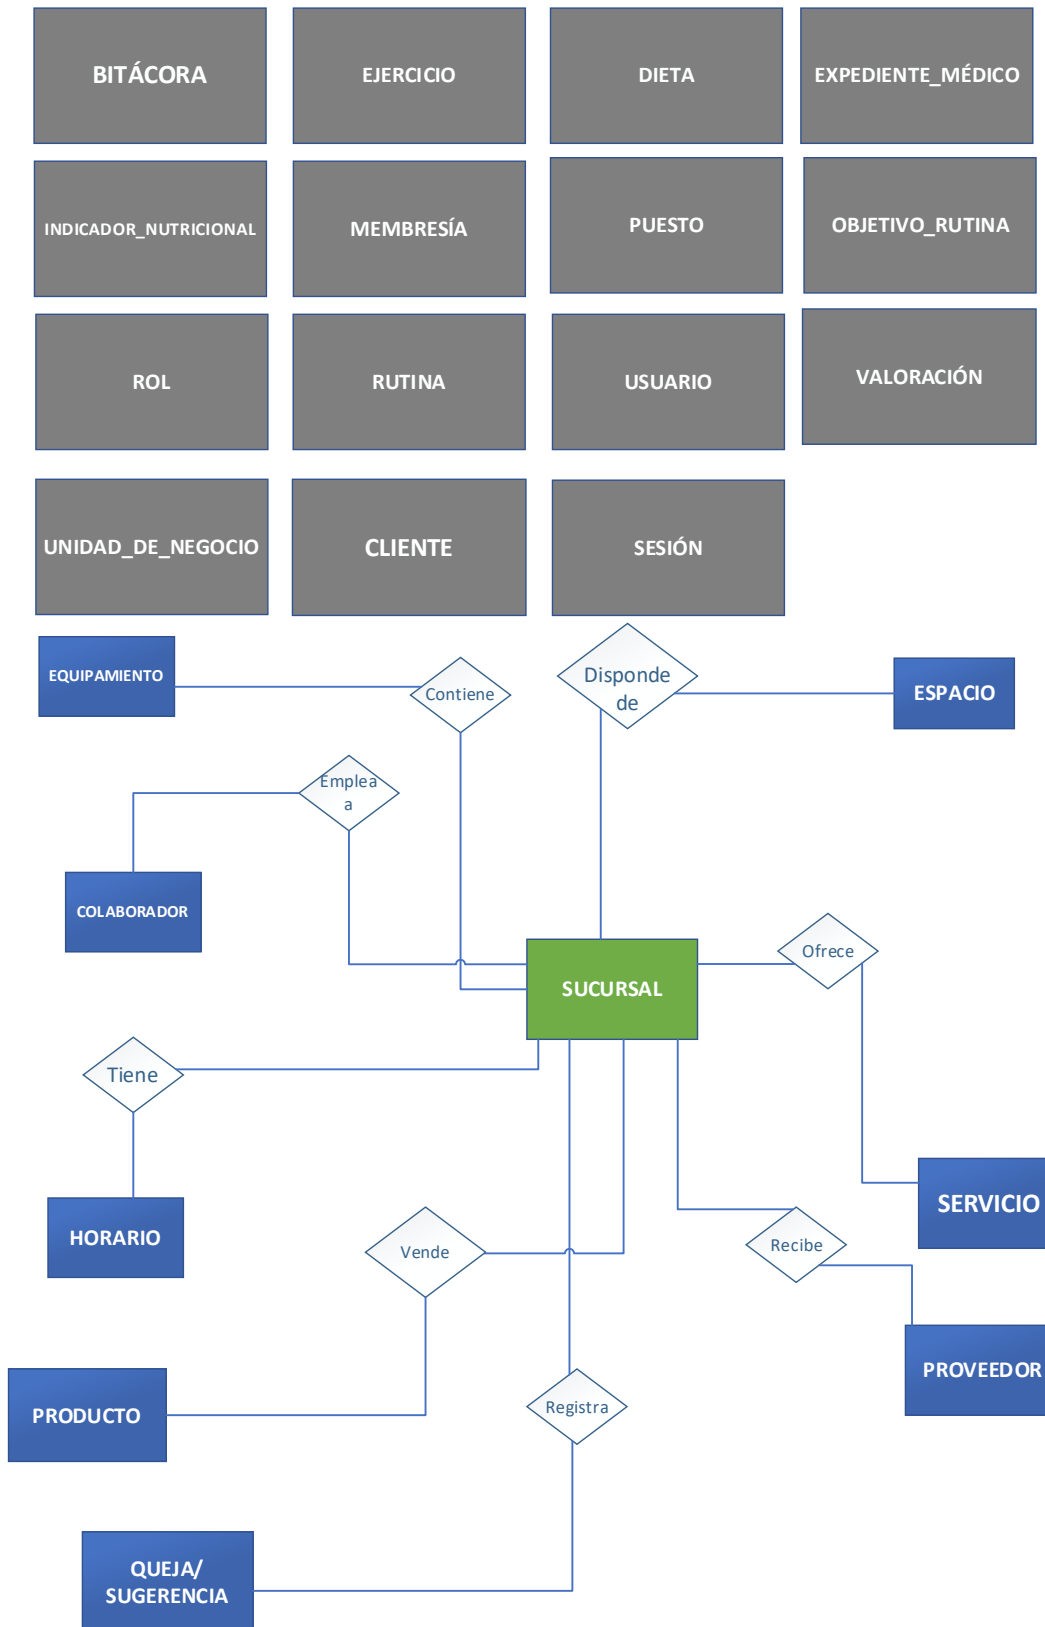 BITÁCORA
EJERCICIO
DIETA
EXPEDIENTE_MÉDICO
INDICADOR_NUTRICIONAL
MEMBRESÍA
PUESTO
OBJETIVO_RUTINA
ROL
RUTINA
USUARIO
VALORACIÓN
UNIDAD_DE_NEGOCIO
CLIENTE
SESIÓN
EQUIPAMIENTO
Contiene
Dispone
de
ESPACIO
Emplea
a
COLABORADOR
Ofrece
SUCURSAL
Tiene
SERVICIO
HORARIO
Vende
Recibe
PROVEEDOR
PRODUCTO
Registra
QUEJA/
SUGERENCIA